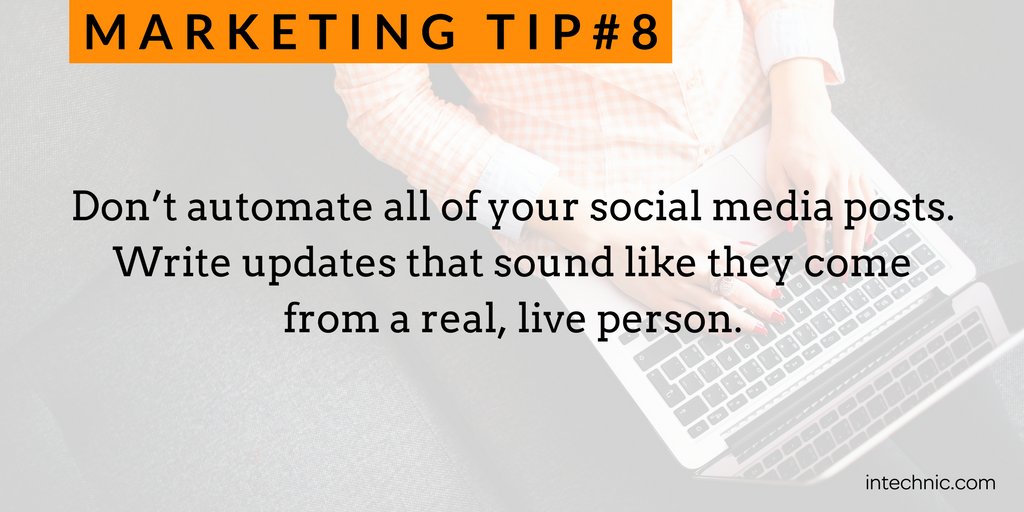 MARKETING TIP#8
Don’t automate all of your social media posts.
Write updates that sound like they come
from a real, live person.
intechnic.com